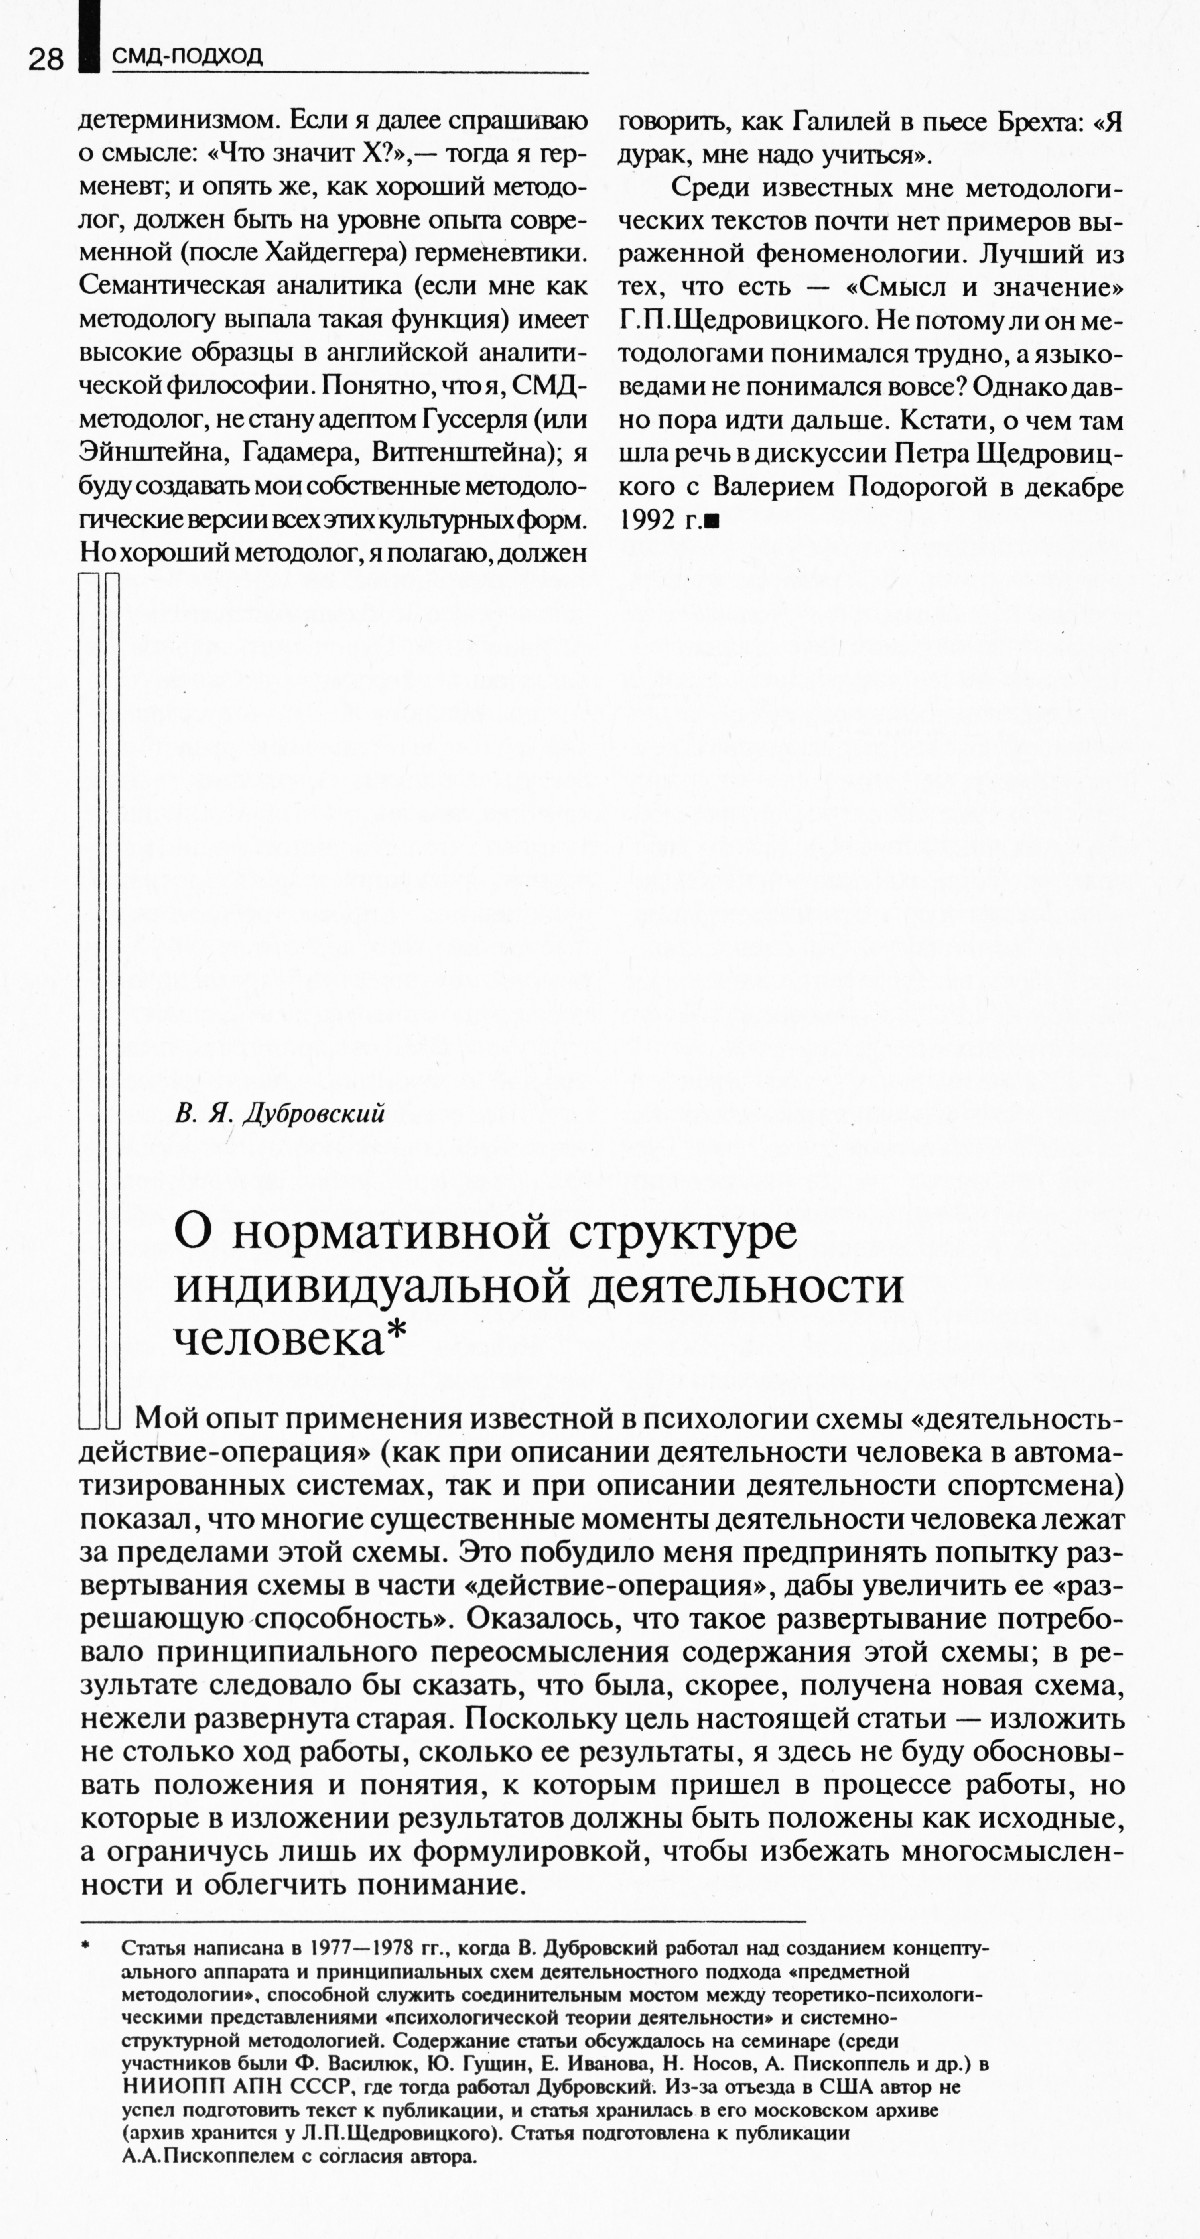 28
СМД-ПОДХОД
детерминизмом. Если я далее спрашиваю
о смысле: «Что значит X?»,— тогда я гер-
меневт; и опять же, как хороший методо-
лог, должен быть на уровне опыта совре-
менной (после Хайдеггера) герменевтики.
Семантическая аналитика (если мне как
методологу выпала такая функция) имеет
высокие образцы в английской аналити-
ческой философии. Понятно, что я, СМД-
методолог, не стану адептом Гуссерля (или
Эйнштейна, Гадамера, Витгенштейна); я
буду создавать мои собственные методоло-
гические версии всех этих культурных форм.
Но хороший методолог, я полагаю, должен
говорить, как Галилей в пьесе Брехта: «Я
дурак, мне надо учиться».
Среди известных мне методологи-
ческих текстов почти нет примеров вы-
раженной феноменологии. Лучший из
тех, что есть — «Смысл и значение»
Г.П.Щедровицкого. Не потому ли он ме-
тодологами понимался трудно, а языко-
ведами не понимался вовсе? Однако дав-
но пора идти дальше. Кстати, о чем там
шла речь в дискуссии Петра Щедровиц-
кого с Валерием Подорогой в декабре
1992 г.■
В. Я. Дубровский
О нормативной структуре
индивидуальной деятельности
человека*
Мой опыт применения известной в психологии схемы «деятельность-
действие-операция» (как при описании деятельности человека в автома-
тизированных системах, так и при описании деятельности спортсмена)
показал, что многие существенные моменты деятельности человека лежат
за пределами этой схемы. Это побудило меня предпринять попытку раз-
вертывания схемы в части «действие-операция», дабы увеличить ее «раз-
решающую способность». Оказалось, что такое развертывание потребо-
вало принципиального переосмысления содержания этой схемы; в ре-
зультате следовало бы сказать, что была, скорее, получена новая схема,
нежели развернута старая. Поскольку цель настоящей статьи — изложить
не столько ход работы, сколько ее результаты, я здесь не буду обосновы-
вать положения и понятия, к которым пришел в процессе работы, но
которые в изложении результатов должны быть положены как исходные,
а ограничусь лишь их формулировкой, чтобы избежать многосмыслен-
ности и облегчить понимание.
* Статья написана в 1977—1978 гг., когда В. Дубровский работал над созданием концепту-
ального аппарата и принципиальных схем деятельностного подхода «предметной
методологии», способной служить соединительным мостом между теоретико-психологи-
ческими представлениями «психологической теории деятельности» и системно-
структурной методологией. Содержание статьи обсуждалось на семинаре (среди
участников были Ф. Василюк, Ю. Гущин, Е. Иванова, Н. Носов, А. Пископпель и др.) в
НИИОПП АПН СССР, где тогда работал Дубровский. Из-за отъезда в США автор не
успел подготовить текст к публикации, и статья хранилась в его московском архиве
(архив хранится у Л.П.Щедровицкого). Статья подготовлена к публикации
А.А.Пископпелем с согласия автора.